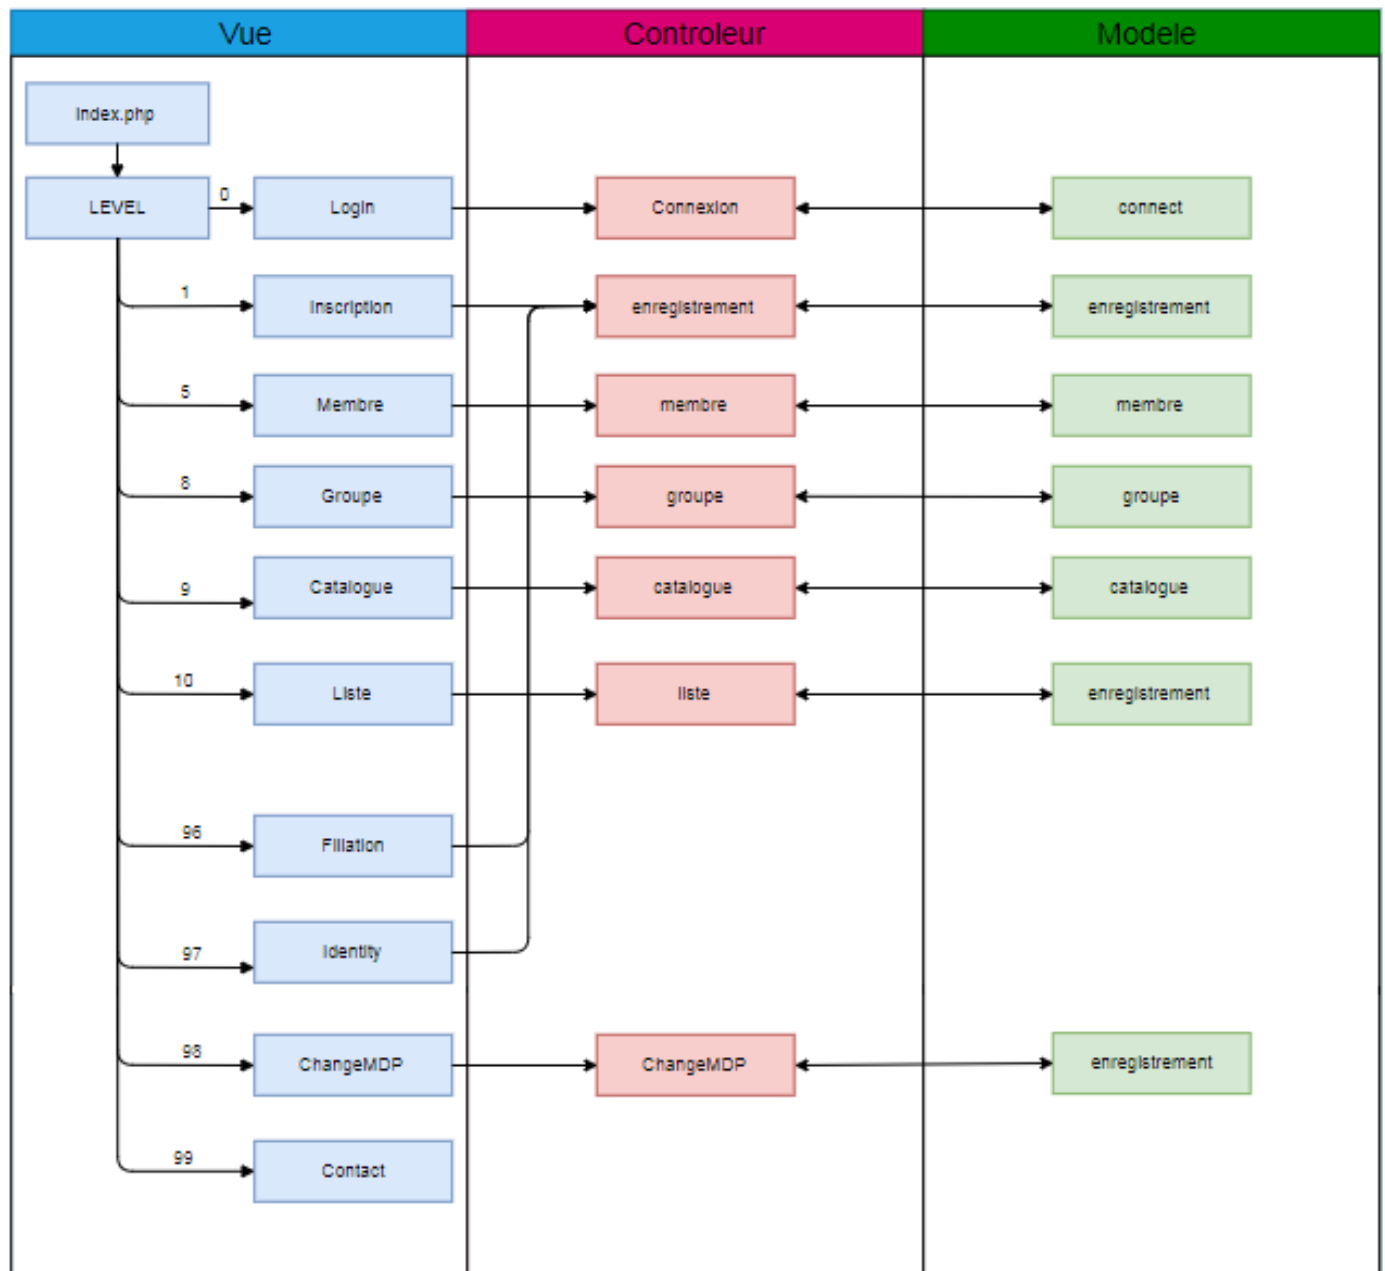 Vue Controleur Modele
Index.php
LEVEL 0 Login Connexion connect
1 Inscription enregistrement enregistrement
5 Membre membre membre
8 Groupe groupe groupe
9 Catalogue catalogue catalogue
10 Liste liste enregistrement
96 Filiation
97 Identity
98 ChangeMDP ChangeMDP enregistrement
99 Contact